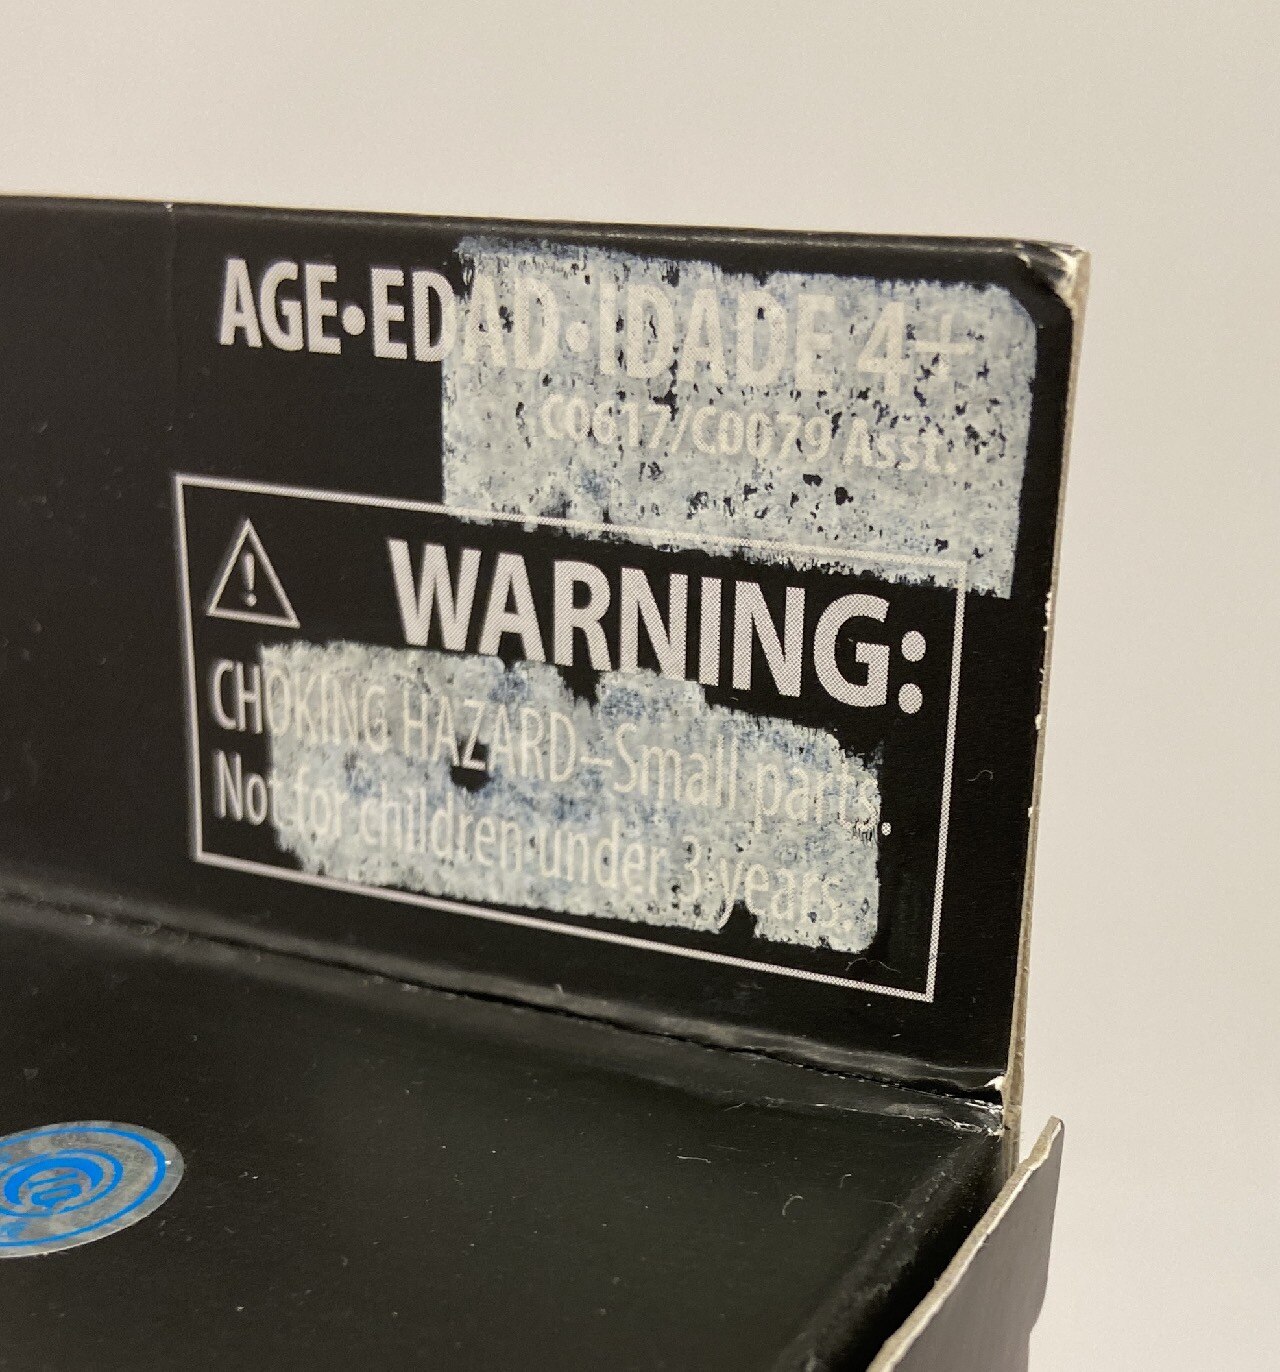 AGE•EDAD•IDADE 4+
C0617/C0079 Asst.
WARNING:
CHOKING HAZARD–Small parts.
Not for children under 3 years.